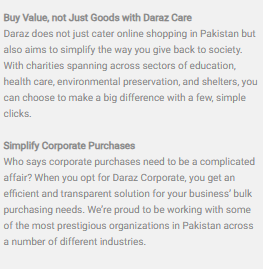 Buy Value, not Just Goods with Daraz Care
Daraz does not just cater online shopping in Pakistan but
also aims to simplify the way you give back to society.
With charities spanning across sectors of education,
health care, environmental preservation, and shelters, you
can choose to make a big difference with a few, simple
clicks.
Simplify Corporate Purchases
Who says corporate purchases need to be a complicated
affair? When you opt for Daraz Corporate, you get an
efficient and transparent solution for your business' bulk
purchasing needs. We're proud to be working with some
of the most prestigious organizations in Pakistan across
a number of different industries.